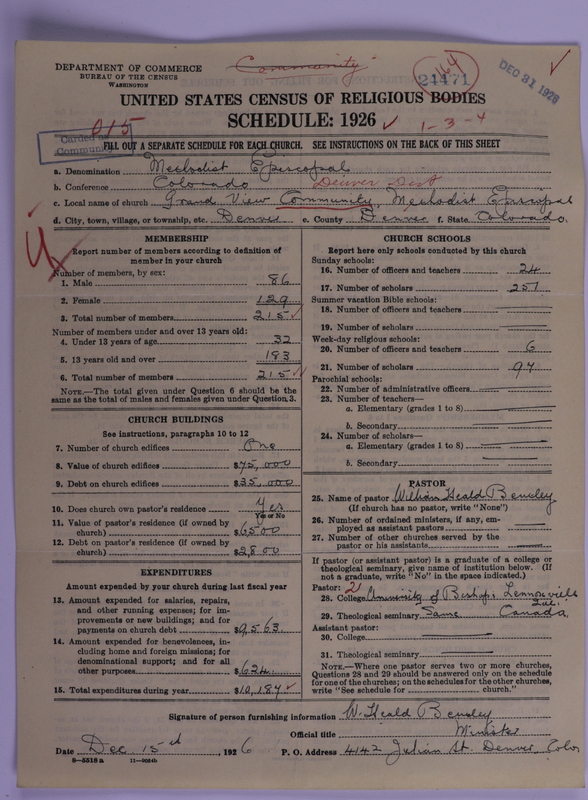 DEPARTMENT OF COMMERCE
BUREAU OF THE CENSUS
WASHINGTON
Community
164
24471
DEC 31 1926
UNITED STATES CENSUS OF RELIGIOUS BODIES
SCHEDULE: 1926
1-3-4
015
Carded as
Community
FILL OUT A SEPARATE SCHEDULE FOR EACH CHURCH. SEE INSTRUCTIONS ON THE BACK OF THIS SHEET
a. Denomination Methodist Episcopal
b. Conference Colorado Denver Dist
c. Local name of church Grand View Community, Methodist Episcopal
d. City, town, village, or township, etc. Denver e. County Denver f. State Colorado.
MEMBERSHIP
Report number of members according to definition of
member in your church
Number of members, by sex:
1. Male 86
2. Female 129
3. Total number of members 215
Number of members under and over 13 years old:
4. Under 13 years of age 32
5. 13 years old and over 183
6. Total number of members 215
NOTE.—The total given under Question 6 should be the
same as the total of males and females given under Question 3.
CHURCH BUILDINGS
See instructions, paragraphs 10 to 12
7. Number of church edifices One
8. Value of church edifices $75,000
9. Debt on church edifices $35,000
10. Does church own pastor's residence? Yes
Yes or No
11. Value of pastor's residence (if owned by
church) $6500
12. Debt on pastor's residence (if owned by
church) $2800
EXPENDITURES
Amount expended by your church during last fiscal year
13. Amount expended for salaries, repairs,
and other running expenses; for im-
provements or new buildings; and for
payments on church debt $9,563
14. Amount expended for benevolences, in-
cluding home and foreign missions; for
denominational support; and for all
other purposes $624
15. Total expenditures during year $10,187
CHURCH SCHOOLS
Report here only schools conducted by this church
Sunday schools:
16. Number of officers and teachers 24
17. Number of scholars 251
Summer vacation Bible schools:
18. Number of officers and teachers
19. Number of scholars
Week-day religious schools:
20. Number of officers and teachers 6
21. Number of scholars 97
Parochial schools:
22. Number of administrative officers
23. Number of teachers—
a. Elementary (grades 1 to 8)
b. Secondary
24. Number of scholars—
a. Elementary (grades 1 to 8)
b. Secondary
PASTOR
25. Name of pastor William Heald Bensley
(If church has no pastor, write "None")
26. Number of ordained ministers, if any, em-
ployed as assistant pastors
27. Number of other churches served by the
pastor or his assistants
If pastor (or assistant pastor) is a graduate of a college or
theological seminary, give name of institution below. (If
not a graduate, write "No" in the space indicated.)
Pastor: 21
28. College University of Bishop's Lennoxville
Que.
29. Theological seminary Same Canada.
Assistant pastor:
30. College
31. Theological seminary
NOTE.—Where one pastor serves two or more churches,
Questions 28 and 29 should be answered only on the schedule
for one of the churches; on the schedules for the other churches,
write "See schedule for church."
Signature of person furnishing information W. Heald Bensley
Official title Minister
Date Dec 15th, 1926 P. O. Address 4142 Julian St. Denver, Colo
8—5518 a 11—9054b